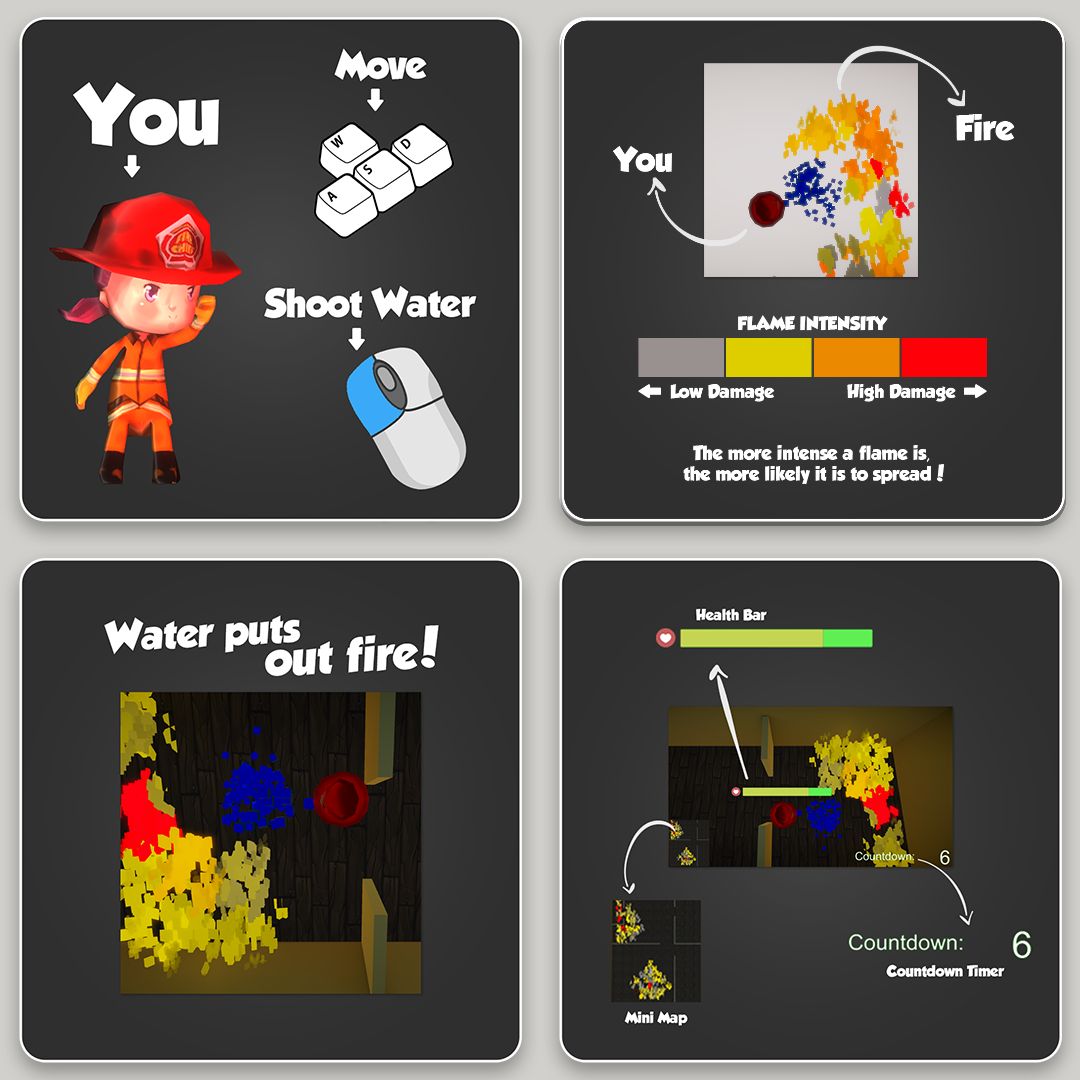 You
Move
W
D
S
A
Shoot Water
You
Fire
FLAME INTENSITY
Low Damage
High Damage
The more intense a flame is,
the more likely it is to spread!
Water puts
out fire!
Health Bar
Countdown: 6
Countdown: 6
Countdown Timer
Mini Map